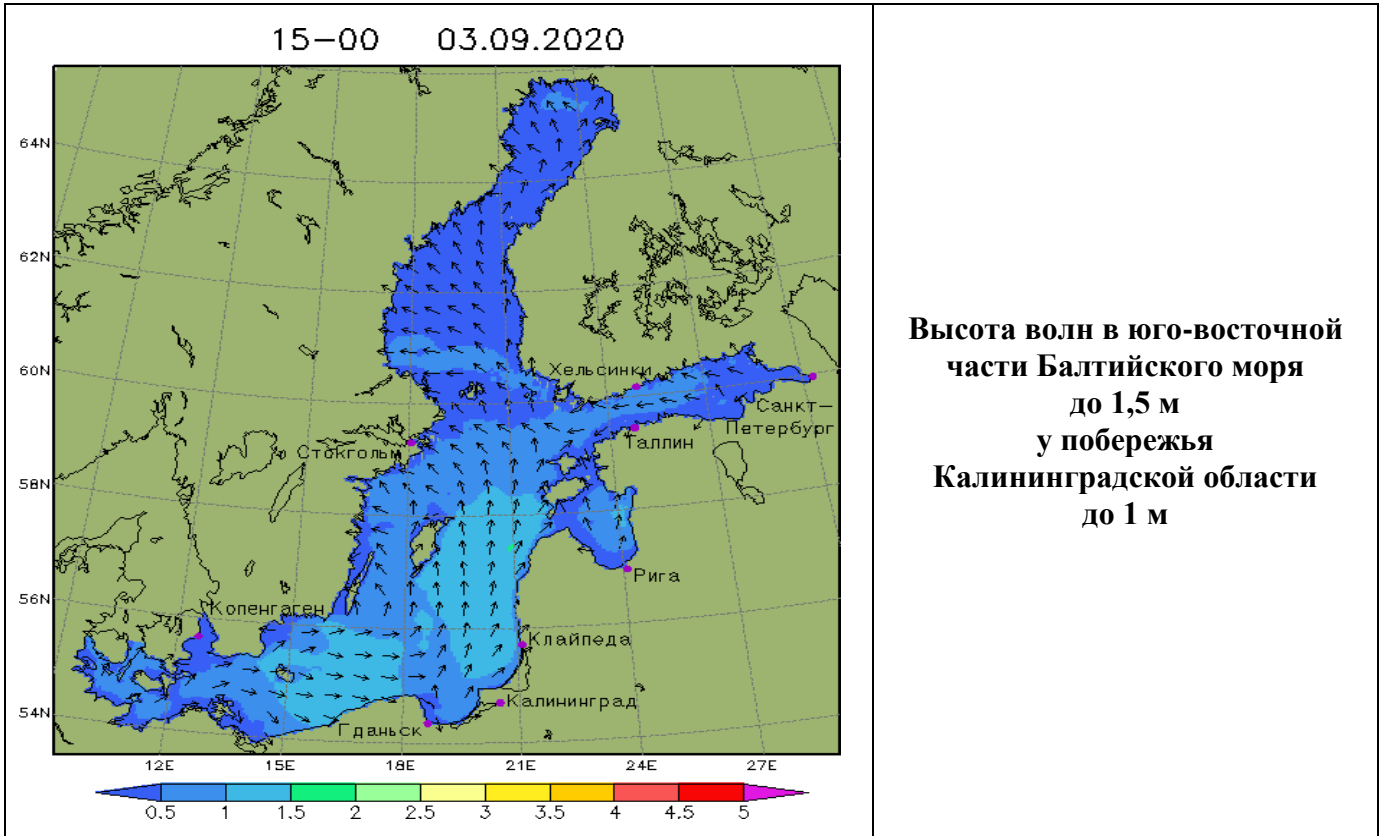 15-00 03.09.2020
64N
62N
60N
58N
56N
54N
Хельсинки
Санкт-
Петербург
Таллин
Стокгольм
Рига
Копенгаген
Клайпеда
Калининград
Гданьск
12E 15E 18E 21E 24E 27E
0.5 1 1.5 2 2.5 3 3.5 4 4.5 5
Высота волн в юго-восточной
части Балтийского моря
до 1,5 м
у побережья
Калининградской области
до 1 м